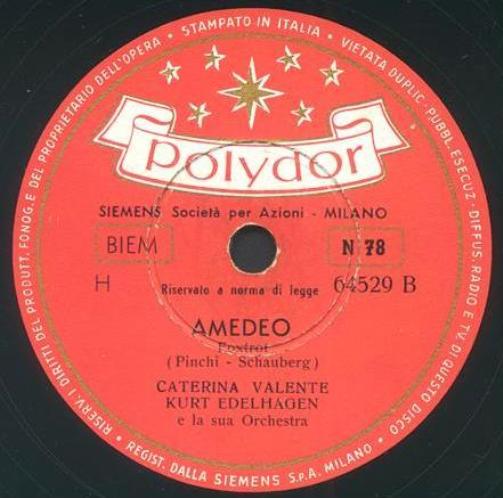 STAMPATO IN ITALIA • VIETATA DUPLIC • PUBBL. ESECUZ • DIFFUS. RADIO E TV. DI QUESTO DISCO •
polydor
SIEMENS Società per Azioni - MILANO
BIEM N 78
H Riservato a norma di legge 64529 B
AMEDEO
Foxtrot
(Pinchi - Schauberg)
CATERINA VALENTE
KURT EDELHAGEN
e la sua Orchestra
REGIST. DALLA SIEMENS S.p.A. MILANO •
RISERV. I DIRITTI DEL PRODUTT. FONOG. E DEL PROPRIETARIO DELL'OPERA •